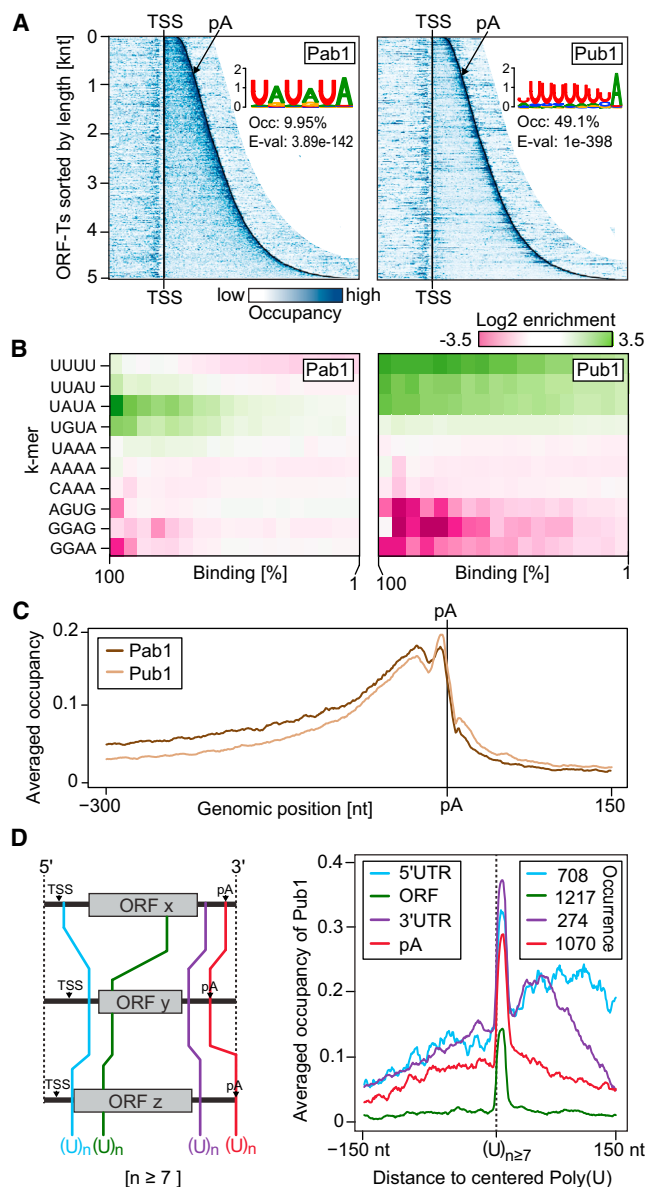 A
TSS
pA
Pab1
TSS
pA
Pub1
ORF-Ts sorted by length [knt]
0
1
2
3
4
5
2
1
0
UAUAUA
Occ: 9.95%
E-val: 3.89e-142
2
1
0
UUUUUUUUA
Occ: 49.1%
E-val: 1e-398
TSS
low
high
Occupancy
TSS
B
Log2 enrichment
-3.5
3.5
Pab1
Pub1
k-mer
UUUU
UUAU
UAUA
UGUA
UAAA
AAAA
CAAA
AGUG
GGAG
GGAA
100
Binding [%]
1
100
Binding [%]
1
C
pA
Averaged occupancy
0.2
0.1
0
Pab1
Pub1
−300
Genomic position [nt]
pA
150
D
5'
3'
TSS
pA
ORF x
TSS
pA
ORF y
TSS
pA
ORF z
(U)n
(U)n
(U)n
(U)n
[n ≥ 7 ]
Averaged occupancy of Pub1
0.4
0.3
0.2
0.1
0
5'UTR
ORF
3'UTR
pA
708
1217
274
1070
Occurrence
−150 nt
(U)n≥7
150 nt
Distance to centered Poly(U)